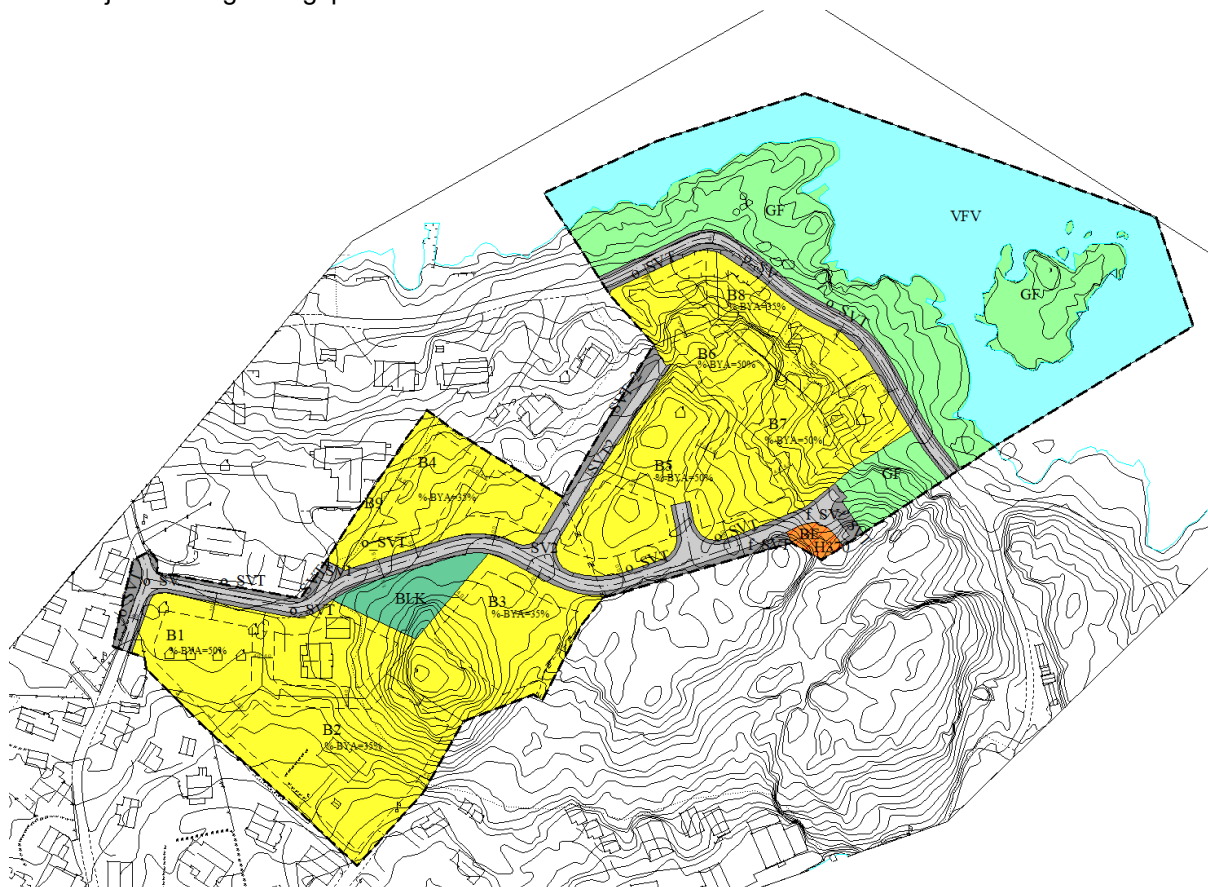 GF
VFV
SVT
GF
SV
B8
%-BYA=35%
SVT
B6
%-BYA=50%
B7
%-BYA=50%
B4
B5
%-BYA=50%
GF
%-BYA=35%
B9
SVT
SVT
SV
BE
SVT
SV2
SVT
SV
SVT
BLK
B3
%-BYA=35%
SVT
B1
%-BYA=50%
B2
%-BYA=35%